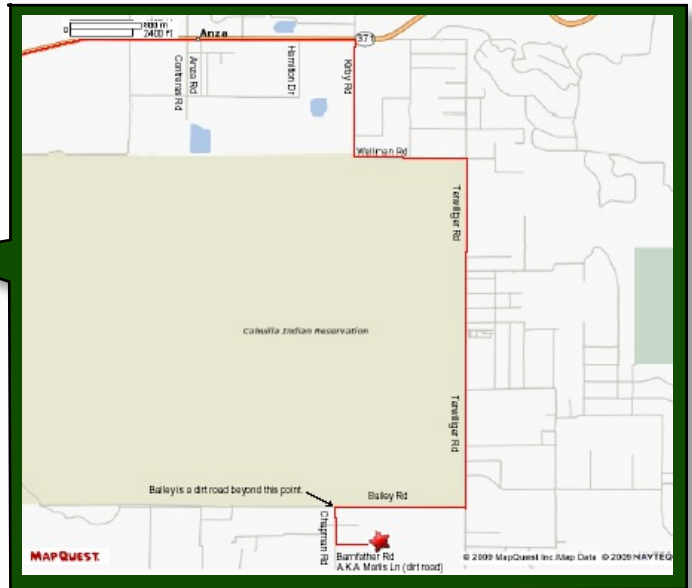 0
800 m
2400 ft
Anza
371
Contreras Rd
Anza Rd
Hamilton Dr
Kirby Rd
Wellman Rd
Terwilliger Rd
Cahuilla Indian Reservation
Terwilliger Rd
Bailey is a dirt road beyond this point.
Bailey Rd
Chapman Rd
MAPQUEST.
Barnfather Rd
A.K.A Marlis Ln (dirt road)
© 2009 MapQuest Inc. Map Data © 2009 NAVTEQ